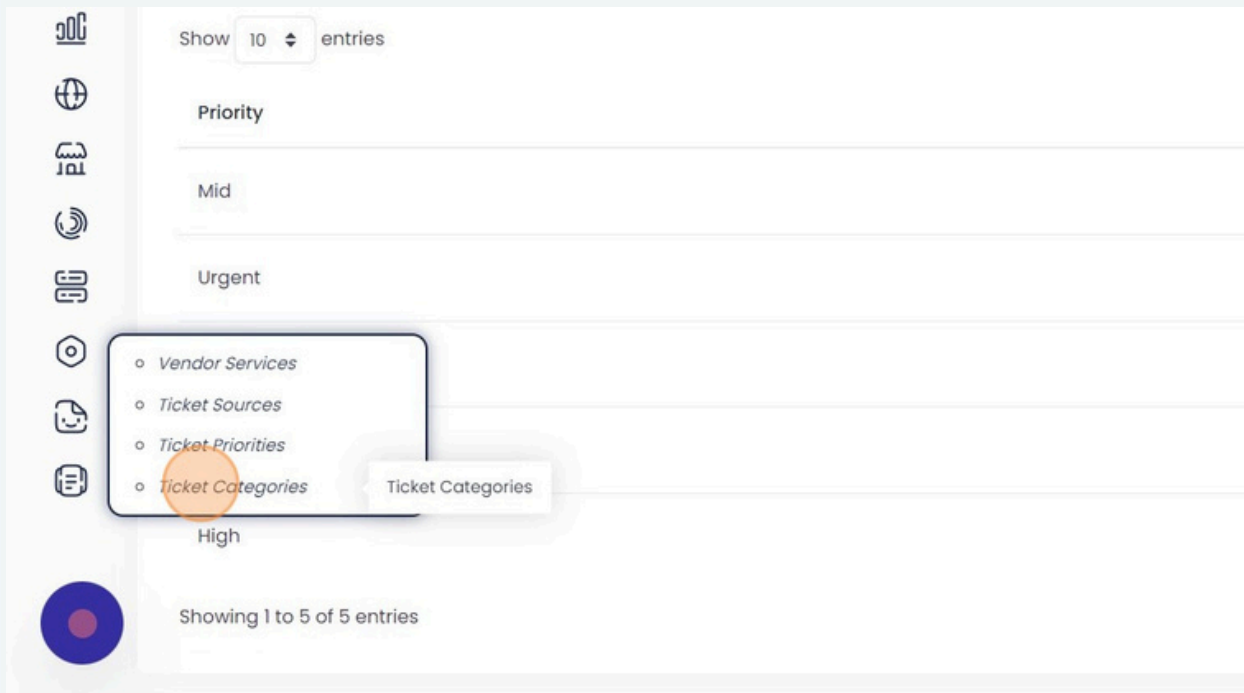 Show 10 entries
Priority
Mid
Urgent
Vendor Services
Ticket Sources
Ticket Priorities
Ticket Categories
Ticket Categories
High
Showing 1 to 5 of 5 entries